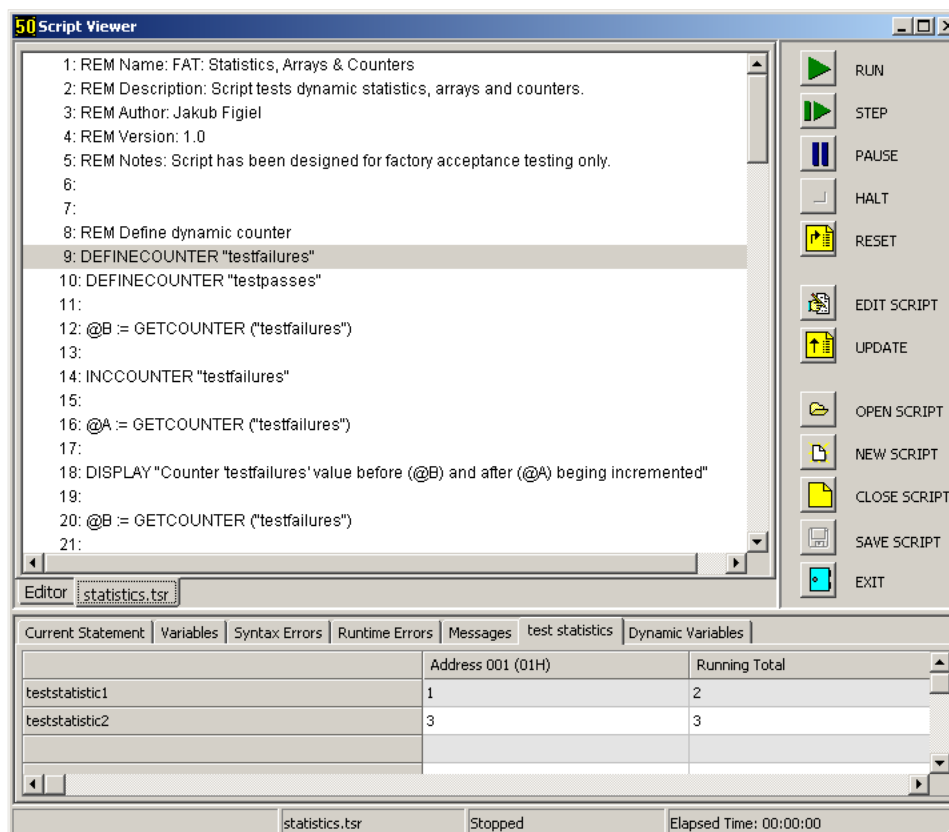 50 Script Viewer
1: REM Name: FAT: Statistics, Arrays & Counters
2: REM Description: Script tests dynamic statistics, arrays and counters.
3: REM Author: Jakub Figiel
4: REM Version: 1.0
5: REM Notes: Script has been designed for factory acceptance testing only.
6:
7:
8: REM Define dynamic counter
9: DEFINECOUNTER "testfailures"
10: DEFINECOUNTER "testpasses"
11:
12: @B := GETCOUNTER ("testfailures")
13:
14: INCCOUNTER "testfailures"
15:
16: @A := GETCOUNTER ("testfailures")
17:
18: DISPLAY "Counter 'testfailures' value before (@B) and after (@A) beging incremented"
19:
20: @B := GETCOUNTER ("testfailures")
21:
Editor statistics.tsr
RUN
STEP
PAUSE
HALT
RESET
EDIT SCRIPT
UPDATE
OPEN SCRIPT
NEW SCRIPT
CLOSE SCRIPT
SAVE SCRIPT
EXIT
Current Statement Variables Syntax Errors Runtime Errors Messages test statistics Dynamic Variables
Address 001 (01H) Running Total
teststatistic1 1 2
teststatistic2 3 3
statistics.tsr Stopped Elapsed Time: 00:00:00